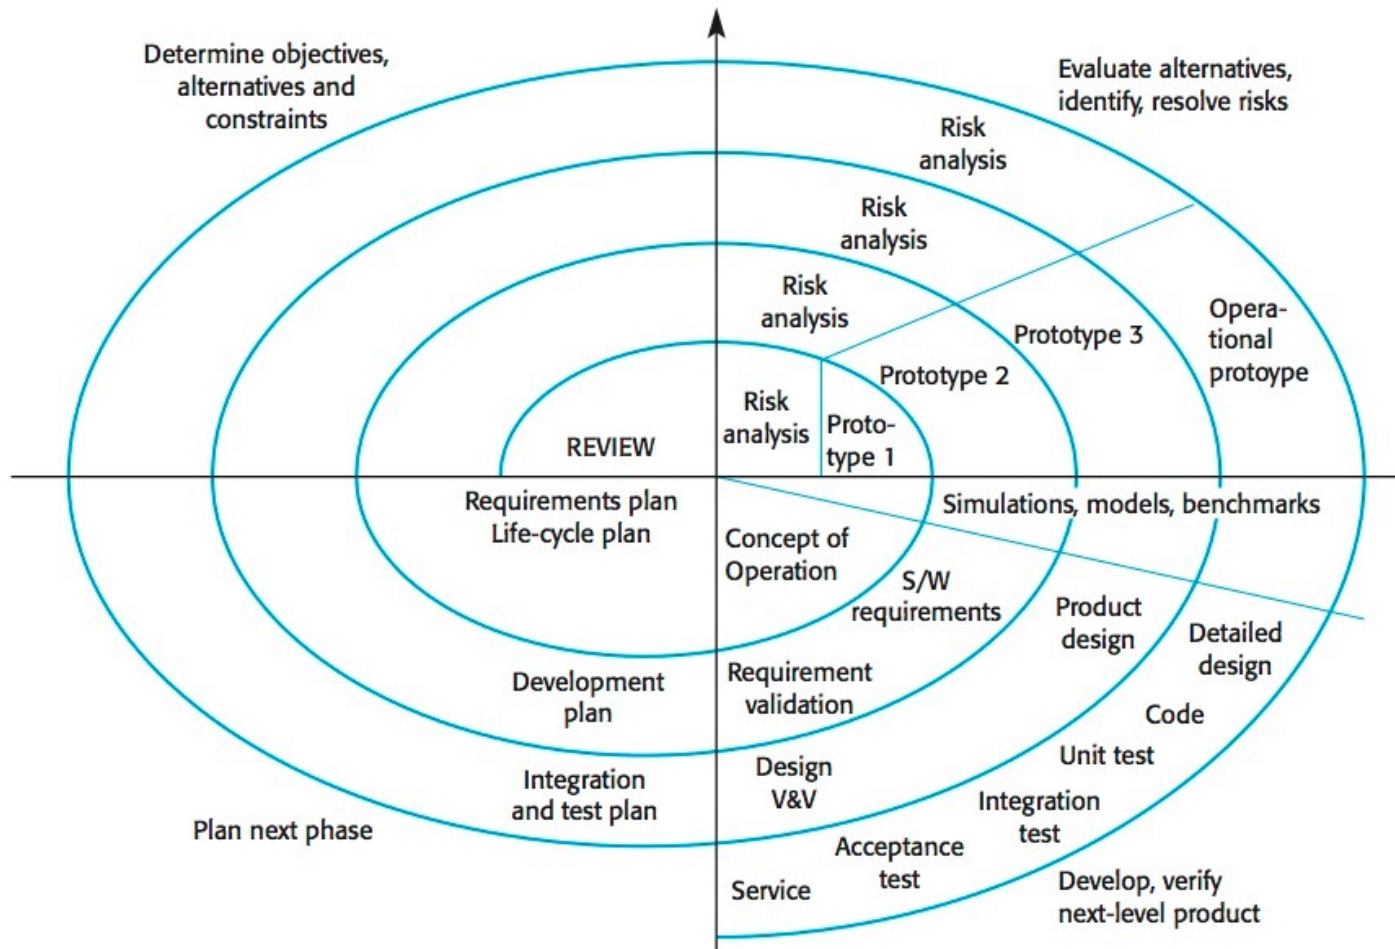 Determine objectives,
alternatives and
constraints
Evaluate alternatives,
identify, resolve risks
Risk
analysis
Risk
analysis
Risk
analysis
Opera-
tional
protoype
Prototype 3
Prototype 2
Risk
analysis
Proto-
type 1
REVIEW
Requirements plan
Life-cycle plan
Simulations, models, benchmarks
Concept of
Operation
S/W
requirements
Product
design
Detailed
design
Development
plan
Requirement
validation
Code
Unit test
Integration
and test plan
Design
V&V
Integration
test
Plan next phase
Acceptance
test
Service
Develop, verify
next-level product